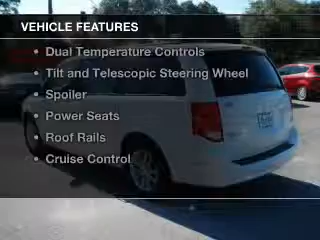 VEHICLE FEATURES
• Dual Temperature Controls
• Tilt and Telescopic Steering Wheel
• Spoiler
• Power Seats
• Roof Rails
• Cruise Control